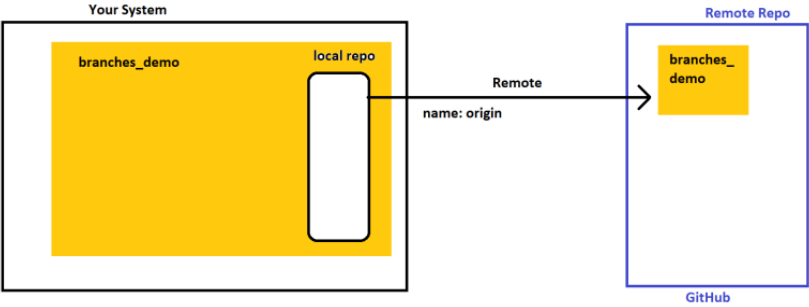 Your System
Remote Repo
local repo
branches_demo
branches_
demo
Remote
name: origin
GitHub